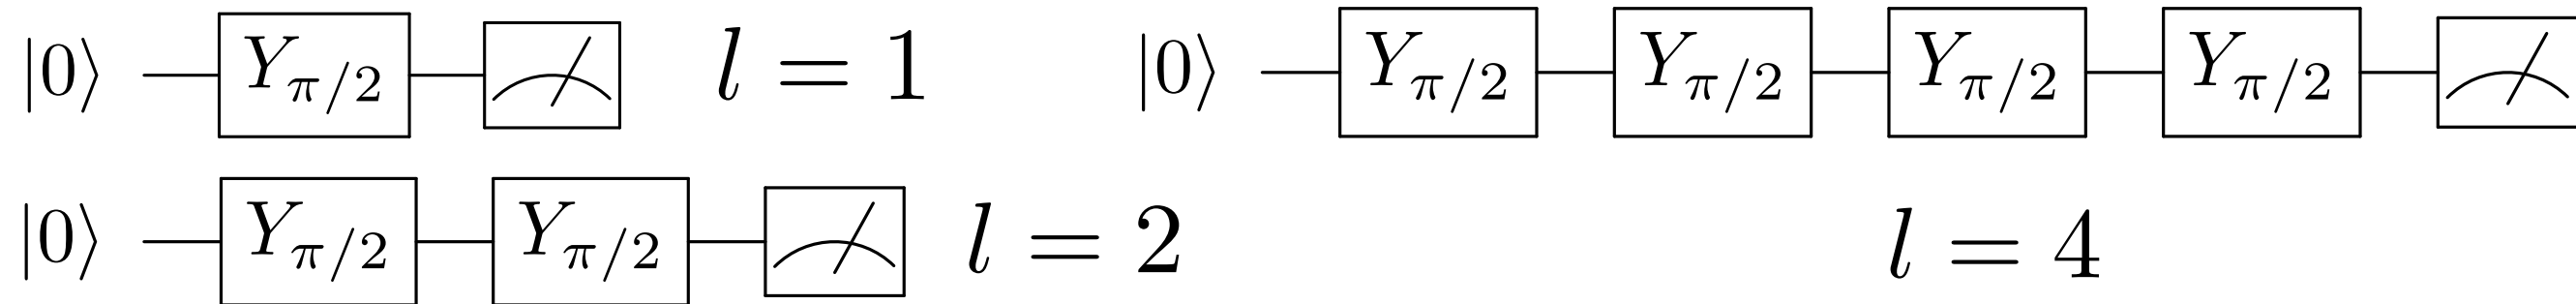 |0⟩ Y_{π/2} l = 1
|0⟩ Y_{π/2} Y_{π/2} Y_{π/2} Y_{π/2}
|0⟩ Y_{π/2} Y_{π/2} l = 2
l = 4